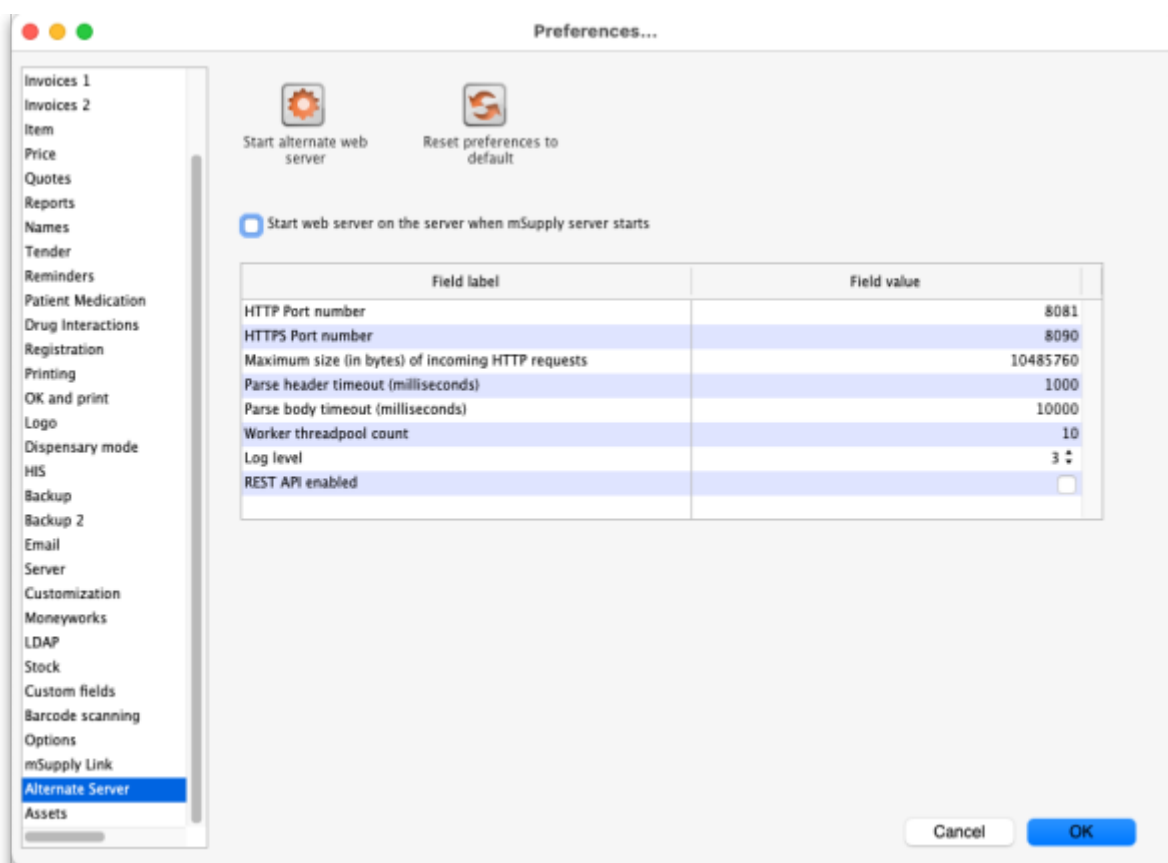 Preferences...
Invoices 1
Invoices 2
Item
Price
Quotes
Reports
Names
Tender
Reminders
Patient Medication
Drug Interactions
Registration
Printing
OK and print
Logo
Dispensary mode
HIS
Backup
Backup 2
Email
Server
Customization
Moneyworks
LDAP
Stock
Custom fields
Barcode scanning
Options
mSupply Link
Alternate Server
Assets
Start alternate web
server
Reset preferences to
default
Start web server on the server when mSupply server starts
Field label Field value
HTTP Port number 8081
HTTPS Port number 8090
Maximum size (in bytes) of incoming HTTP requests 10485760
Parse header timeout (milliseconds) 1000
Parse body timeout (milliseconds) 10000
Worker threadpool count 10
Log level 3
REST API enabled
Cancel OK